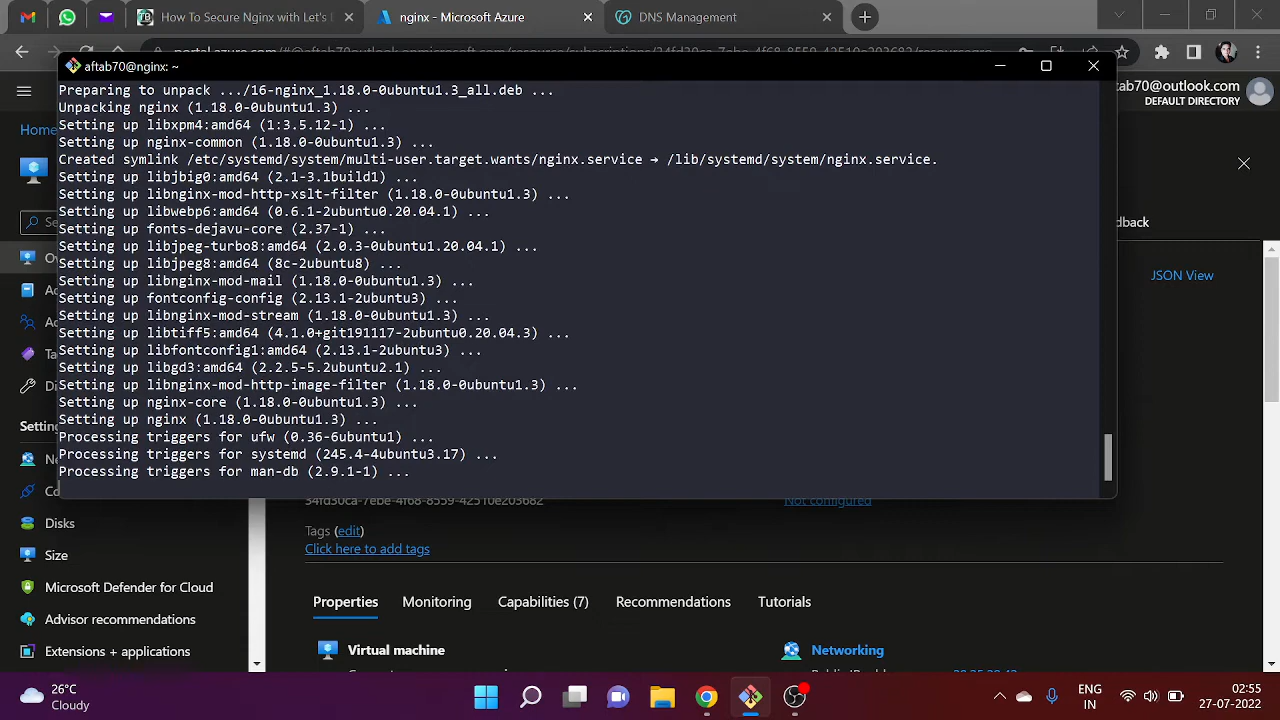 How To Secure Nginx with Let's
nginx - Microsoft Azure
DNS Management
aftab70@nginx: ~
Preparing to unpack .../16-nginx_1.18.0-0ubuntu1.3_all.deb ...
Unpacking nginx (1.18.0-0ubuntu1.3) ...
Setting up libxpm4:amd64 (1:3.5.12-1) ...
Setting up nginx-common (1.18.0-0ubuntu1.3) ...
Created symlink /etc/systemd/system/multi-user.target.wants/nginx.service → /lib/systemd/system/nginx.service.
Setting up libjbig0:amd64 (2.1-3.1build1) ...
Setting up libnginx-mod-http-xslt-filter (1.18.0-0ubuntu1.3) ...
Setting up libwebp6:amd64 (0.6.1-2ubuntu0.20.04.1) ...
Setting up fonts-dejavu-core (2.37-1) ...
Setting up libjpeg-turbo8:amd64 (2.0.3-0ubuntu1.20.04.1) ...
Setting up libjpeg8:amd64 (8c-2ubuntu8) ...
Setting up libnginx-mod-mail (1.18.0-0ubuntu1.3) ...
Setting up fontconfig-config (2.13.1-2ubuntu3) ...
Setting up libnginx-mod-stream (1.18.0-0ubuntu1.3) ...
Setting up libtiff5:amd64 (4.1.0+git191117-2ubuntu0.20.04.3) ...
Setting up libfontconfig1:amd64 (2.13.1-2ubuntu3) ...
Setting up libgd3:amd64 (2.2.5-5.2ubuntu2.1) ...
Setting up libnginx-mod-http-image-filter (1.18.0-0ubuntu1.3) ...
Setting up nginx-core (1.18.0-0ubuntu1.3) ...
Setting up nginx (1.18.0-0ubuntu1.3) ...
Processing triggers for ufw (0.36-6ubuntu1) ...
Processing triggers for systemd (245.4-4ubuntu3.17) ...
Processing triggers for man-db (2.9.1-1) ...
ab70@outlook.com
DEFAULT DIRECTORY
Home
dback
JSON View
Settin
Disks
Size
Microsoft Defender for Cloud
Advisor recommendations
Extensions + applications
34fd30ca-7ebe-4f68-8559-42510e203682
Not configured
Tags (edit)
Click here to add tags
Properties
Monitoring
Capabilities (7)
Recommendations
Tutorials
Virtual machine
Networking
26°C
Cloudy
ENG
IN
02:55
27-07-2022